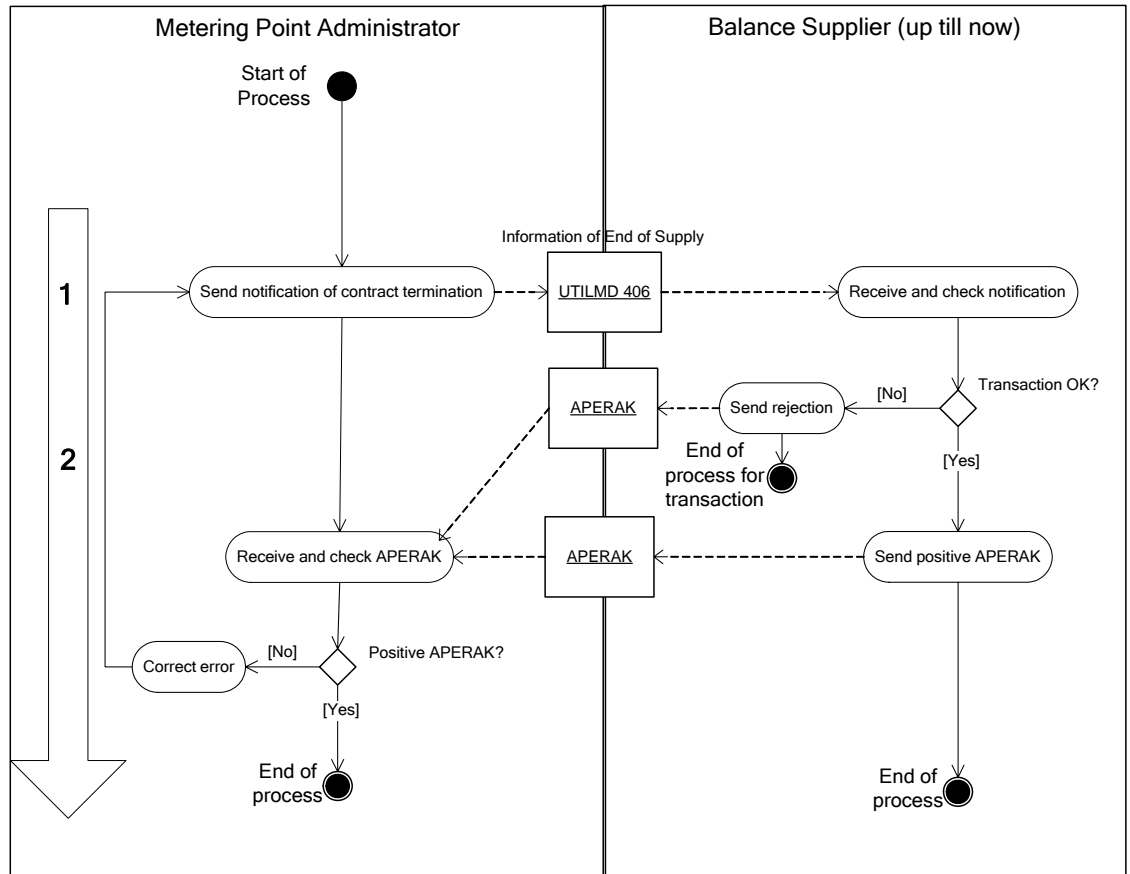 Metering Point Administrator
Balance Supplier (up till now)
Start of
Process
Information of End of Supply
1
Send notification of contract termination
UTILMD 406
Receive and check notification
Transaction OK?
[No]
Send rejection
APERAK
2
End of
process for
transaction
[Yes]
Receive and check APERAK
APERAK
Send positive APERAK
Correct error
[No]
Positive APERAK?
[Yes]
End of
process
End of
process